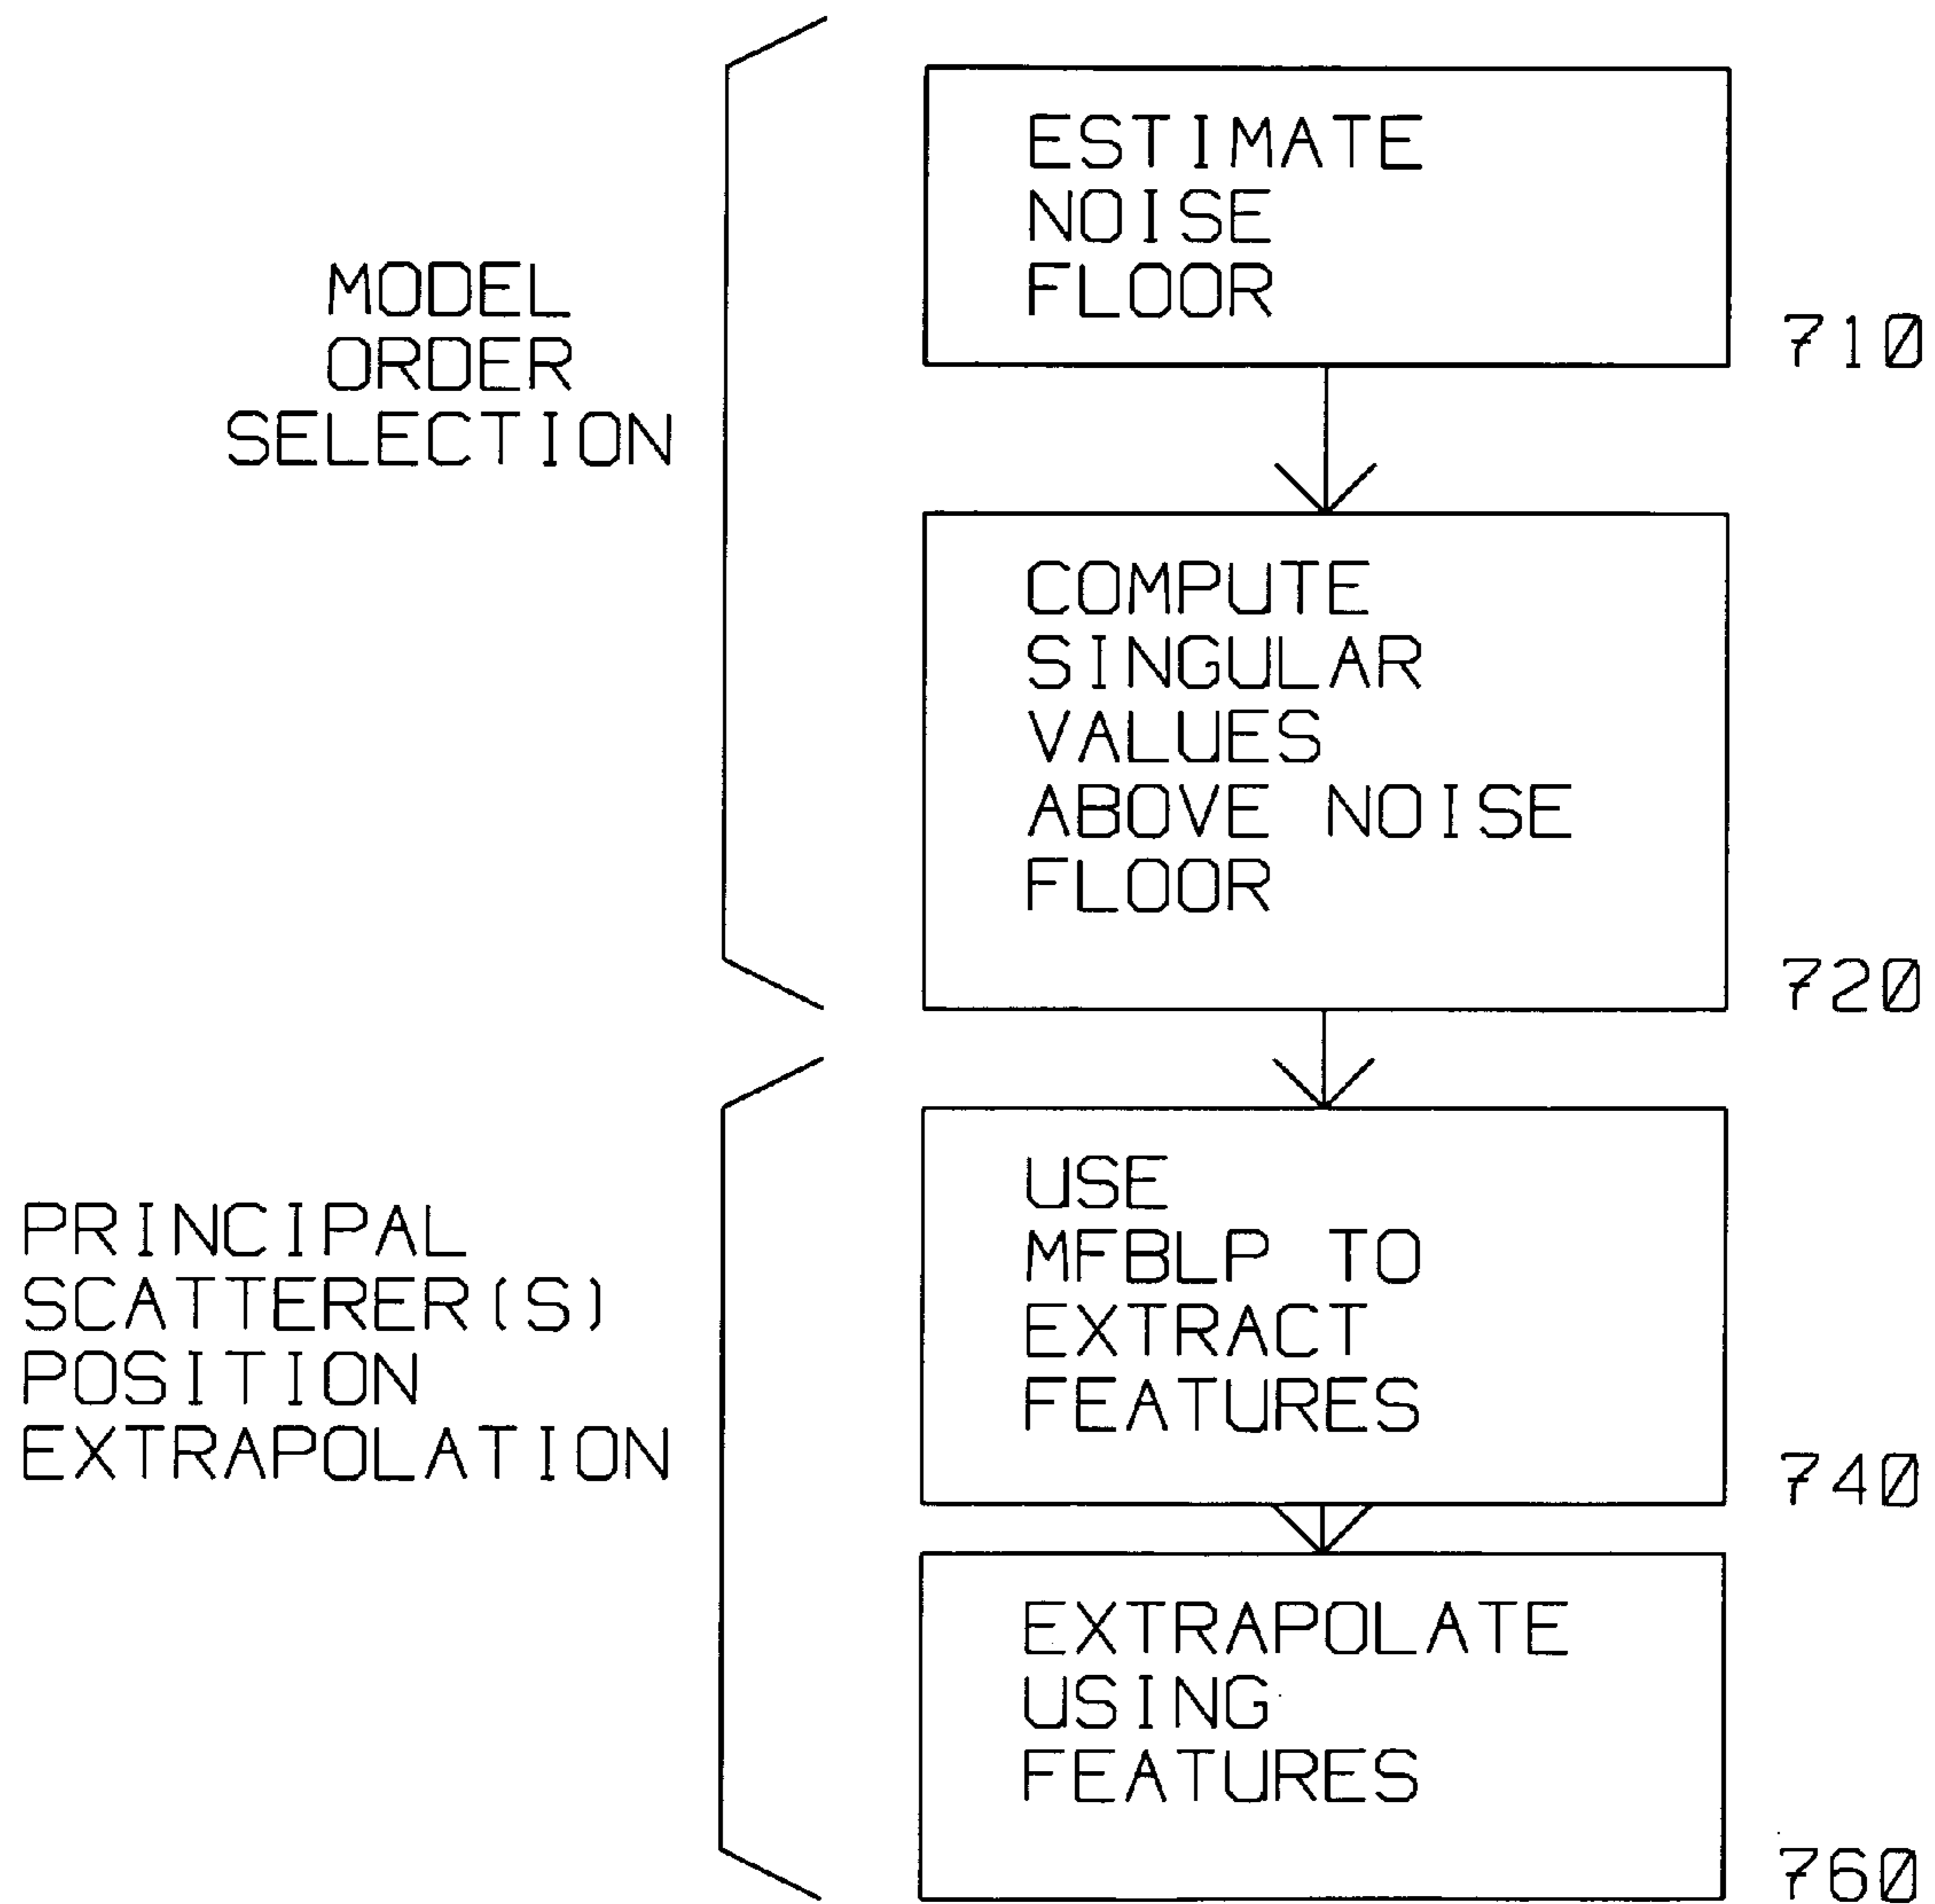 MODEL
ORDER
SELECTION
ESTIMATE
NOISE
FLOOR
710
COMPUTE
SINGULAR
VALUES
ABOVE NOISE
FLOOR
720
PRINCIPAL
SCATTERER(S)
POSITION
EXTRAPOLATION
USE
MFBLP TO
EXTRACT
FEATURES
740
EXTRAPOLATE
USING
FEATURES
760